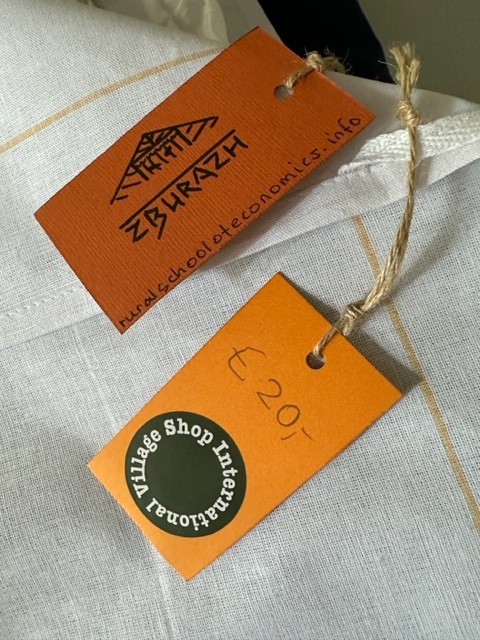 ZBURAZH
ruralschoolofeconomics.info
€ 20,-
Village Shop International